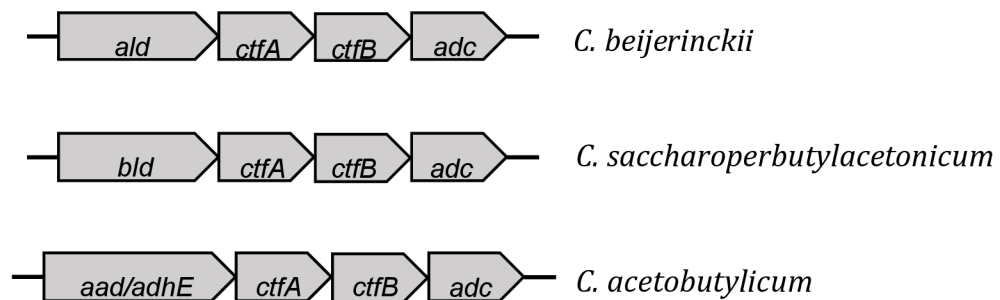 ald ctfA ctfB adc C. beijerinckii
bld ctfA ctfB adc C. saccharoperbutylacetonicum
aad/adhE ctfA ctfB adc C. acetobutylicum